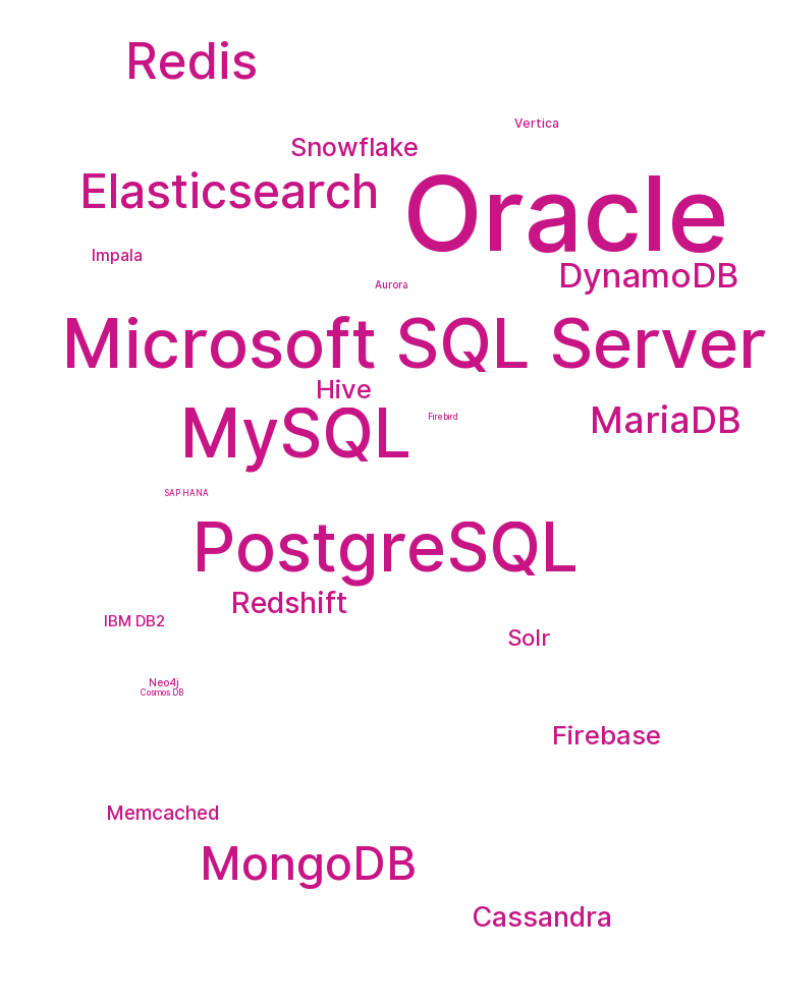 Redis
Vertica
Snowflake
Elasticsearch
Oracle
Impala
DynamoDB
Aurora
Microsoft SQL Server
Hive
MySQL
Firebird
MariaDB
SAP HANA
PostgreSQL
Redshift
IBM DB2
Solr
Neo4j
Cosmos DB
Firebase
Memcached
MongoDB
Cassandra